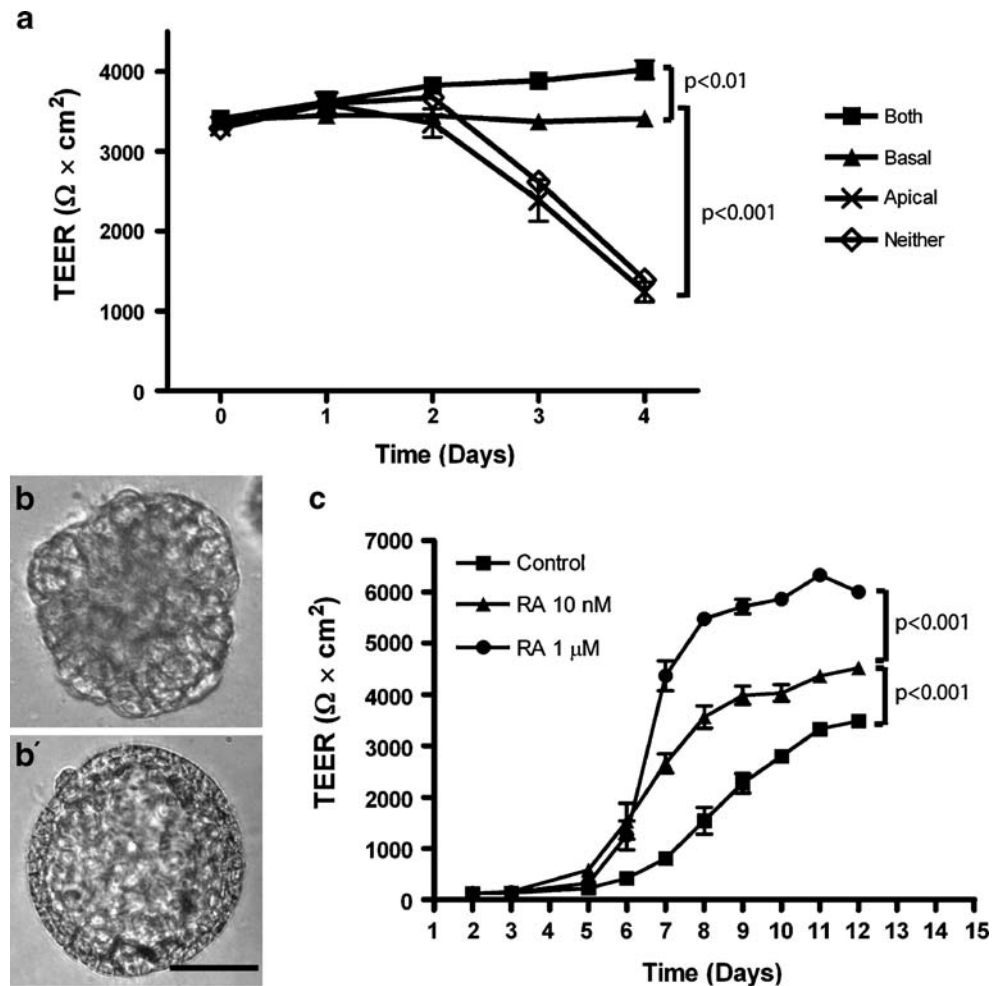 a
TEER (Ω × cm²)
4000
3000
2000
1000
0
0 1 2 3 4
Time (Days)
p<0.01
p<0.001
Both
Basal
Apical
Neither
b
b′
c
TEER (Ω × cm²)
7000
6000
5000
4000
3000
2000
1000
0
1 2 3 4 5 6 7 8 9 10 11 12 13 14 15
Time (Days)
Control
RA 10 nM
RA 1 μM
p<0.001
p<0.001